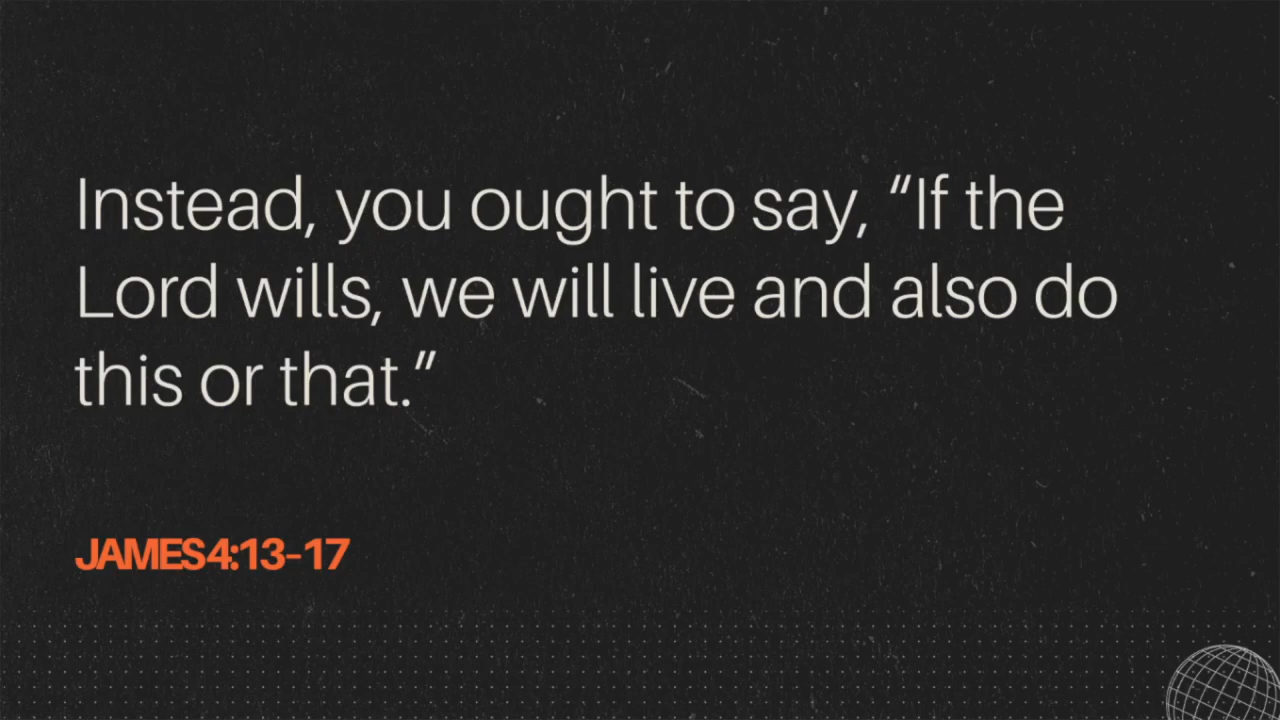 Instead, you ought to say, “If the
Lord wills, we will live and also do
this or that.”
JAMES 4:13–17